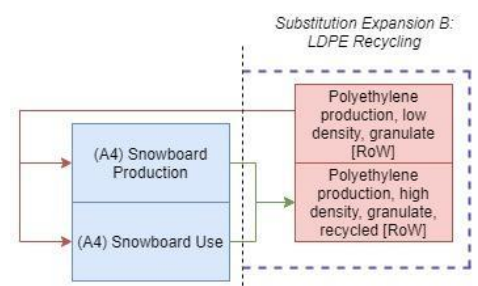 Substitution Expansion B:
LDPE Recycling
Polyethylene
production, low
density, granulate
[RoW]
(A4) Snowboard
Production
Polyethylene
production, high
density, granulate,
recycled [RoW]
(A4) Snowboard Use